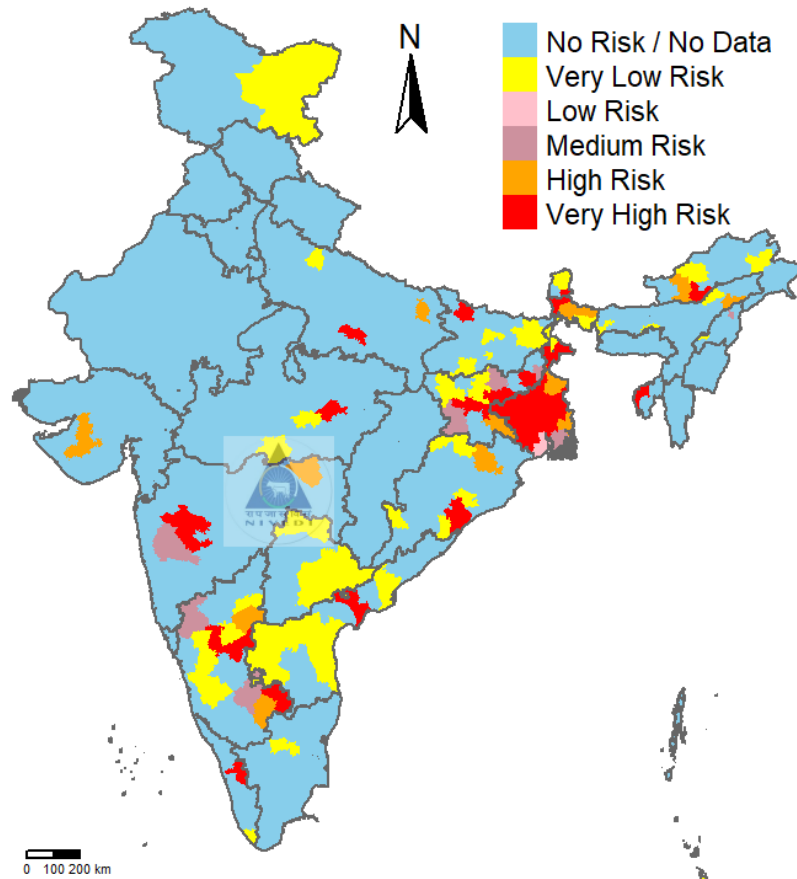 N
No Risk / No Data
Very Low Risk
Low Risk
Medium Risk
High Risk
Very High Risk
NIVEDI
0 100 200 km